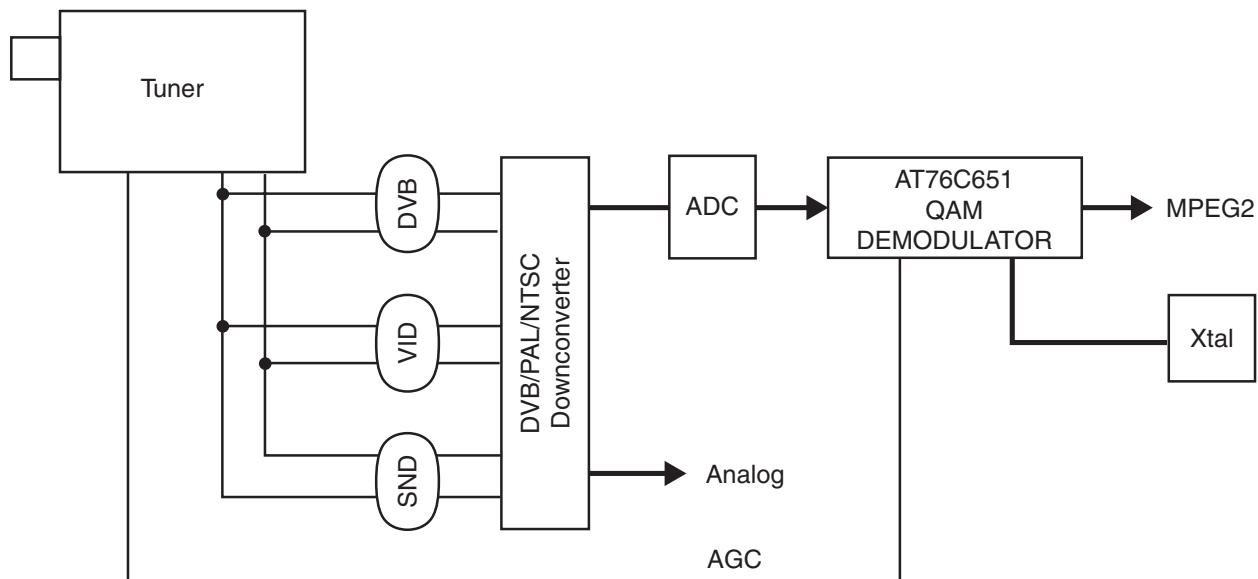 Tuner
DVB
VID
SND
DVB/PAL/NTSC
Downconverter
ADC
AT76C651
QAM
DEMODULATOR
MPEG2
Xtal
Analog
AGC